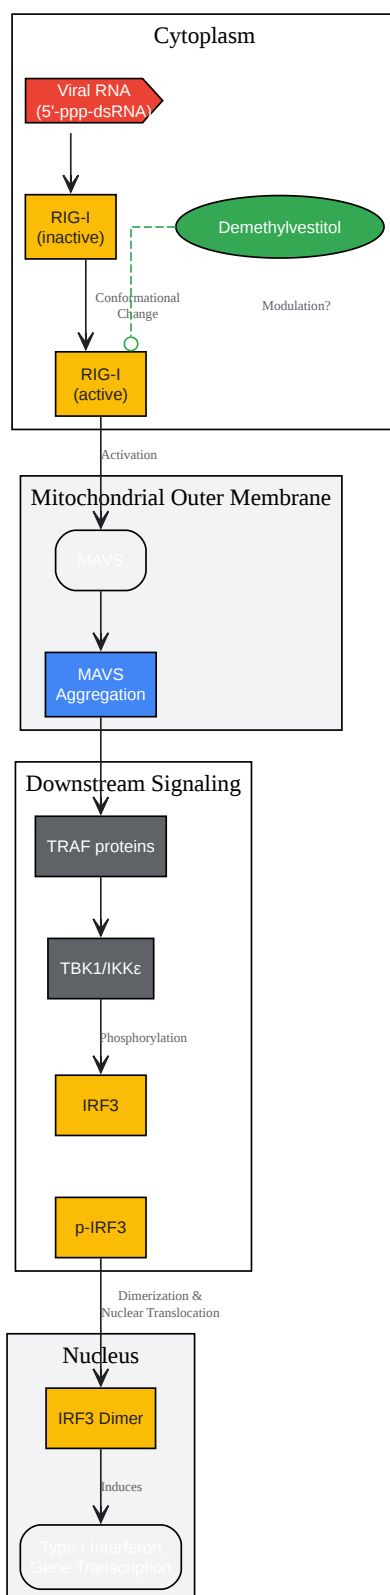 Cytoplasm
Viral RNA
(5'-ppp-dsRNA)
RIG-I
(inactive)
Demethylvestitol
Conformational
Change
Modulation?
RIG-I
(active)
Activation
Mitochondrial Outer Membrane
MAVS
MAVS
Aggregation
Downstream Signaling
TRAF proteins
TBK1/IKKε
Phosphorylation
IRF3
p-IRF3
Dimerization &
Nuclear Translocation
Nucleus
IRF3 Dimer
Induces
Type I Interferon
Gene Transcription